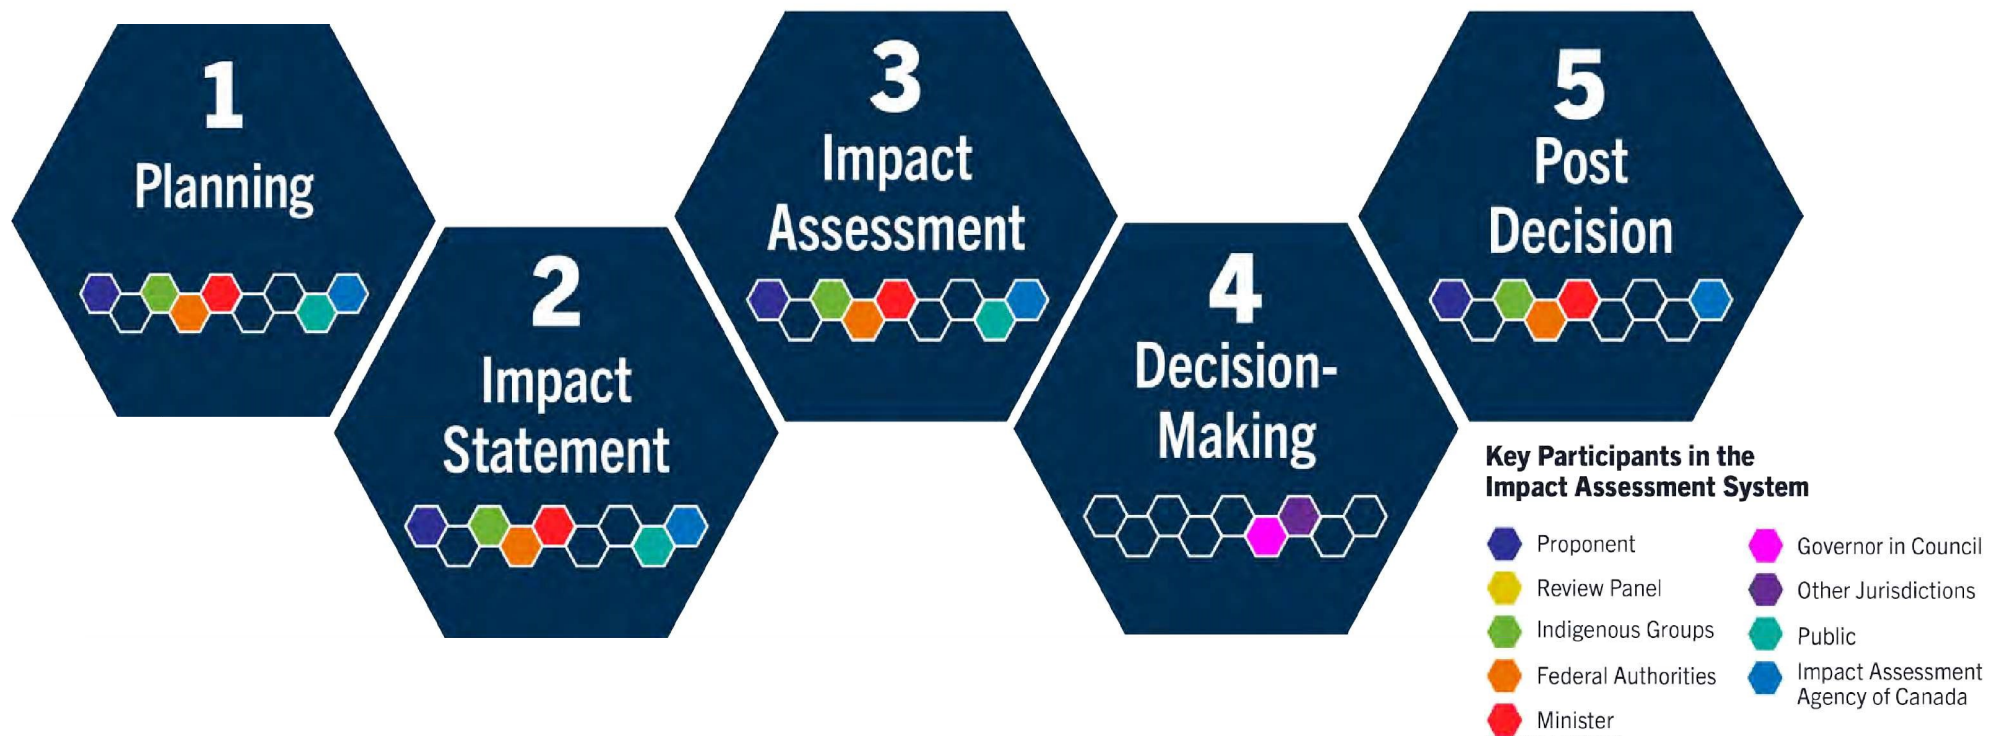 1
Planning
2
Impact
Statement
3
Impact
Assessment
4
Decision-
Making
5
Post
Decision
Key Participants in the
Impact Assessment System
Proponent
Review Panel
Indigenous Groups
Federal Authorities
Minister
Governor in Council
Other Jurisdictions
Public
Impact Assessment
Agency of Canada